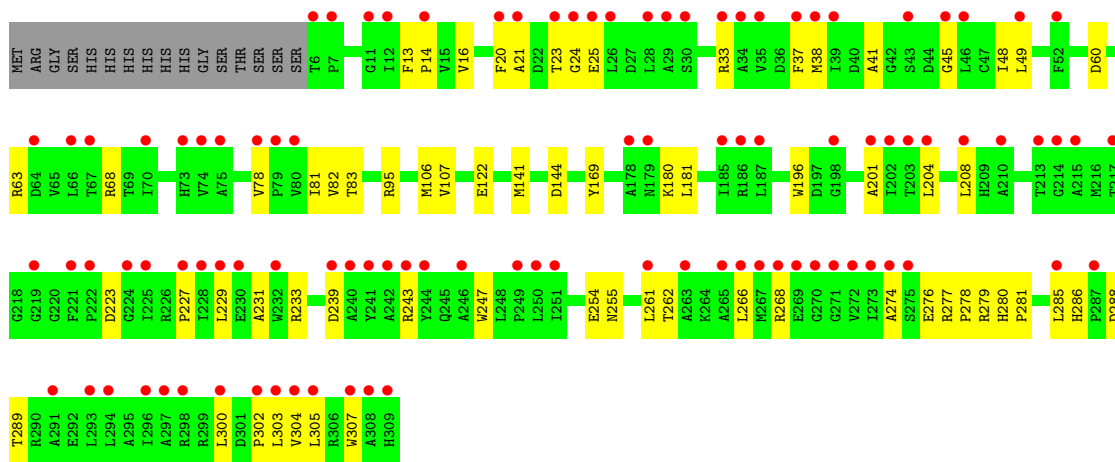 MET ARG GLY SER HIS HIS HIS HIS HIS HIS GLY SER THR SER SER SER T6 P7 G11 I12 F13 P14 V15 V16 F20 A21 D22 T23 G24 E25 L26 D27 L28 A29 S30 R33 A34 V35 D36 F37 M38 I39 D40 A41 G42 S43 D44 G45 L46 C47 I48 L49 F52 D60
R63 D64 V65 L66 T67 R68 T69 I70 H73 V74 A75 V78 P79 V80 I81 V82 T83 R95 M106 V107 E122 M141 D144 Y169 A178 N179 K180 L181 I185 R186 L187 W196 D197 G198 A201 I202 T203 L204 L208 H209 A210 T213 G214 A215 M216 T217
G218 G219 G220 F221 P222 D223 G224 I225 R226 P227 I228 L229 E230 A231 W232 R233 D239 A240 Y241 A242 R243 Y244 Q245 A246 W247 L248 P249 L250 I251 E254 N255 L261 T262 A263 K264 A265 L266 M267 R268 E269 G270 G271 V272 I273 A274 S275 E276 R277 P278 R279 H280 P281 L285 H286 P287 D288
T289 R290 A291 E292 L293 L294 A295 I296 A297 R298 R299 L300 D301 P302 L303 V304 L305 R306 W307 A308 H309